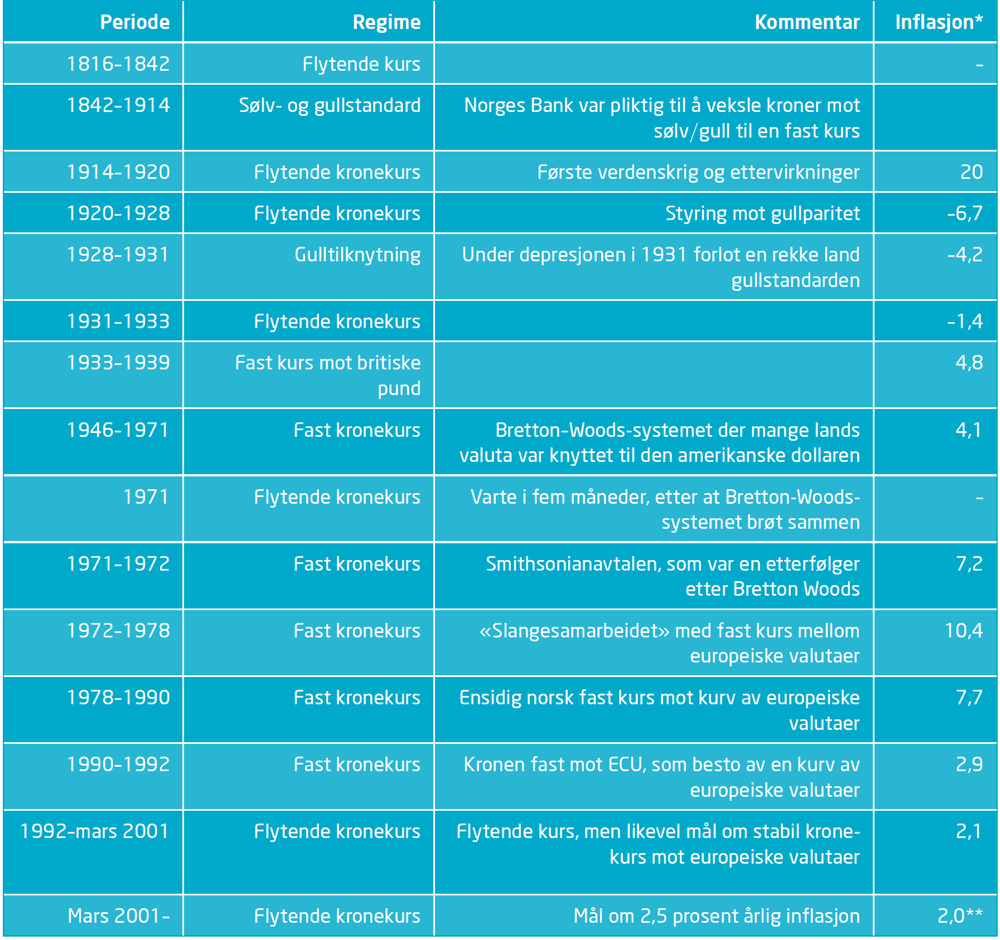 Periode Regime Kommentar Inflasjon*
1816–1842 Flytende kurs –
1842–1914 Sølv- og gullstandard Norges Bank var pliktig til å veksle kroner mot
sølv/gull til en fast kurs
1914–1920 Flytende kronekurs Første verdenskrig og ettervirkninger 20
1920–1928 Flytende kronekurs Styring mot gullparitet –6,7
1928–1931 Gulltilknytning Under depresjonen i 1931 forlot en rekke land –4,2
gullstandarden
1931–1933 Flytende kronekurs –1,4
1933–1939 Fast kurs mot britiske 4,8
pund
1946–1971 Fast kronekurs Bretton–Woods-systemet der mange lands 4,1
valuta var knyttet til den amerikanske dollaren
1971 Flytende kronekurs Varte i fem måneder, etter at Bretton-Woods- –
systemet brøt sammen
1971–1972 Fast kronekurs Smithsonianavtalen, som var en etterfølger 7,2
etter Bretton Woods
1972–1978 Fast kronekurs «Slangesamarbeidet» med fast kurs mellom 10,4
europeiske valutaer
1978–1990 Fast kronekurs Ensidig norsk fast kurs mot kurv av europeiske 7,7
valutaer
1990–1992 Fast kronekurs Kronen fast mot ECU, som besto av en kurv av 2,9
europeiske valutaer
1992–mars 2001 Flytende kronekurs Flytende kurs, men likevel mål om stabil krone- 2,1
kurs mot europeiske valutaer
Mars 2001– Flytende kronekurs Mål om 2,5 prosent årlig inflasjon 2,0**